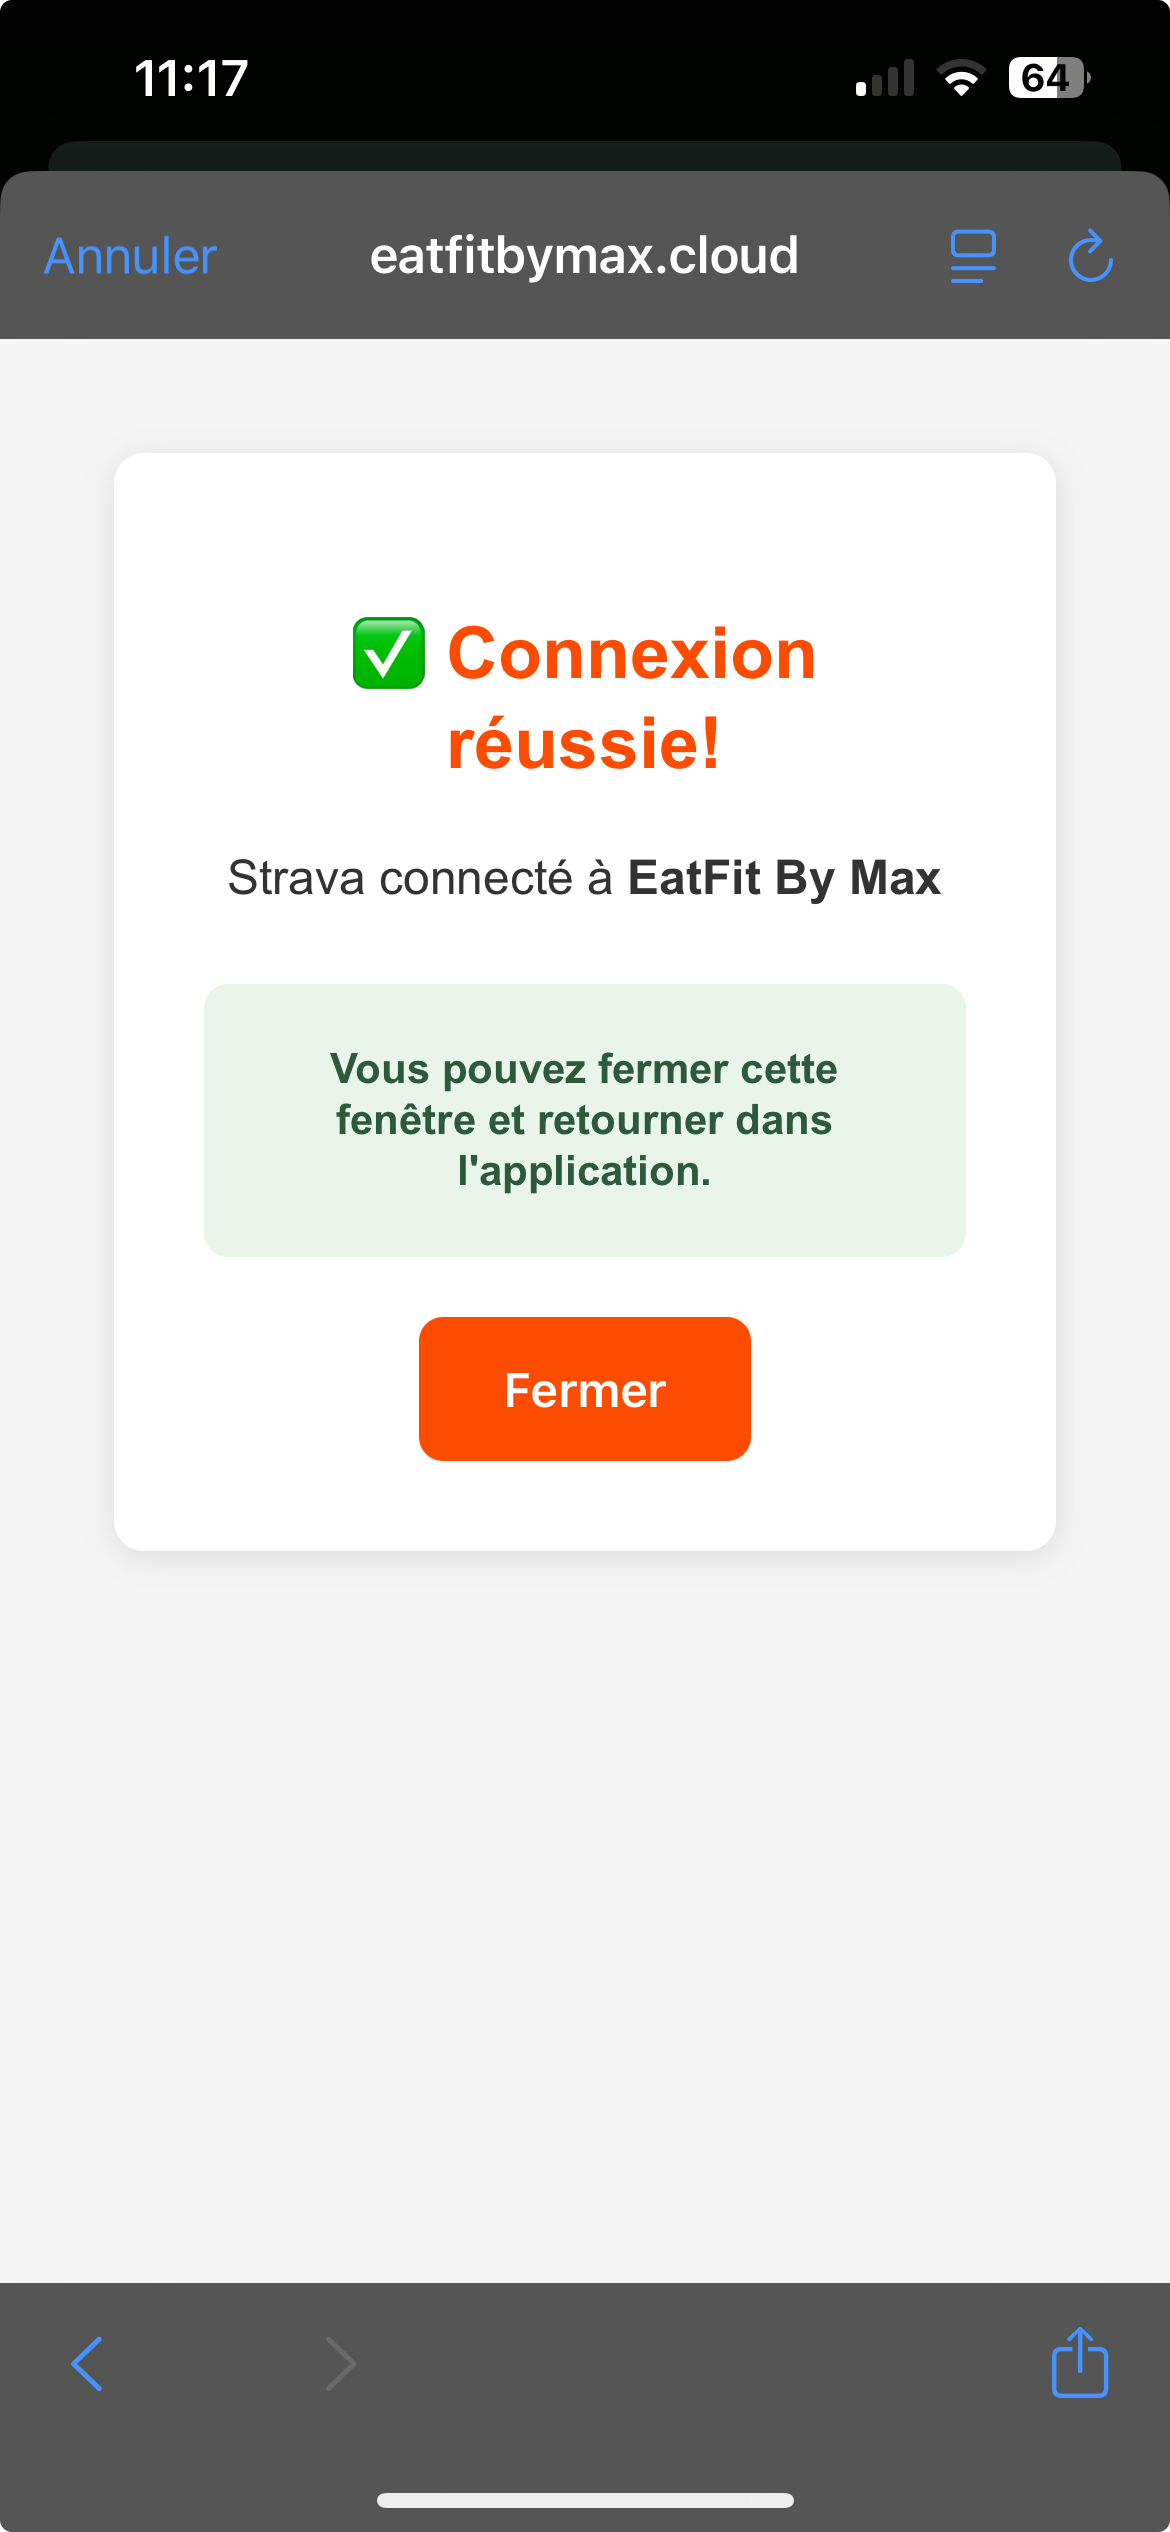 11:17
64
Annuler
eatfitbymax.cloud
✅ Connexion
réussie!
Strava connecté à EatFit By Max
Vous pouvez fermer cette
fenêtre et retourner dans
l'application.
Fermer